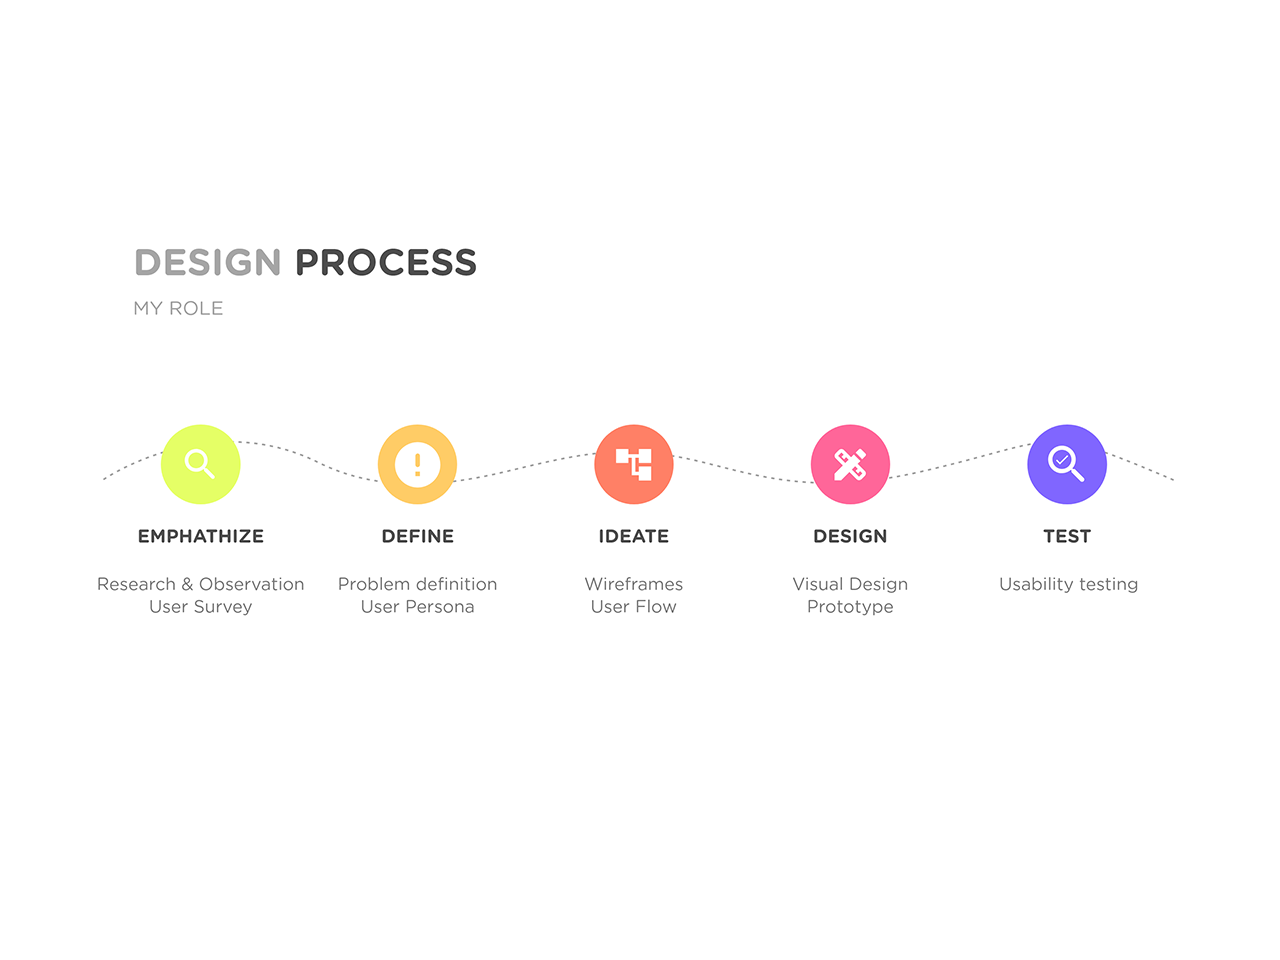 DESIGN PROCESS
MY ROLE
EMPHATHIZE
Research & Observation
User Survey
DEFINE
Problem definition
User Persona
IDEATE
Wireframes
User Flow
DESIGN
Visual Design
Prototype
TEST
Usability testing